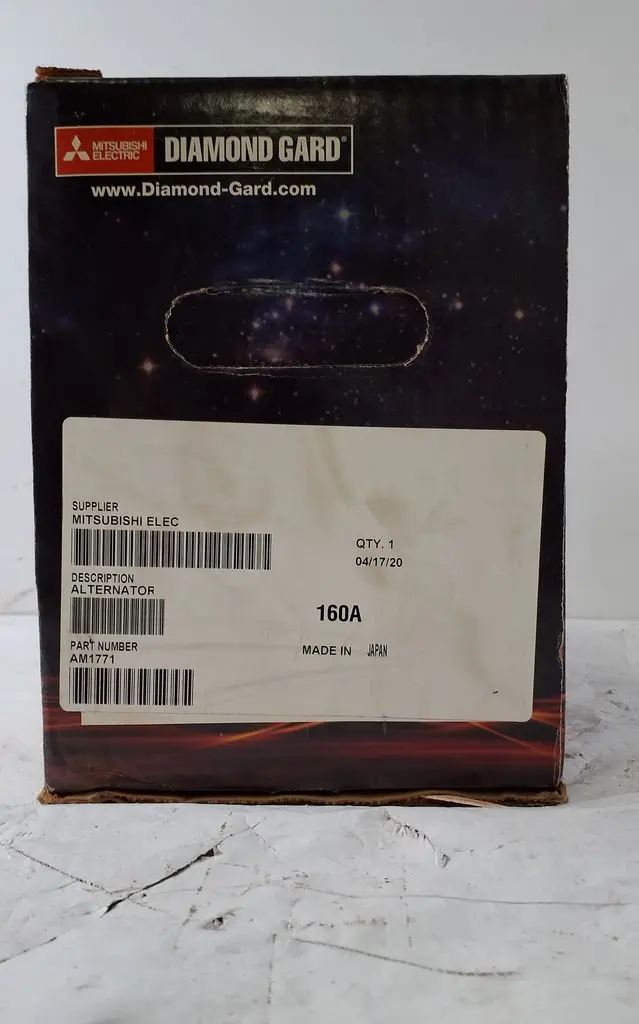 MITSUBISHI
ELECTRIC
DIAMOND GARD®
www.Diamond-Gard.com
SUPPLIER
MITSUBISHI ELEC
QTY. 1
04/17/20
DESCRIPTION
ALTERNATOR
160A
PART NUMBER
AM1771
MADE IN JAPAN